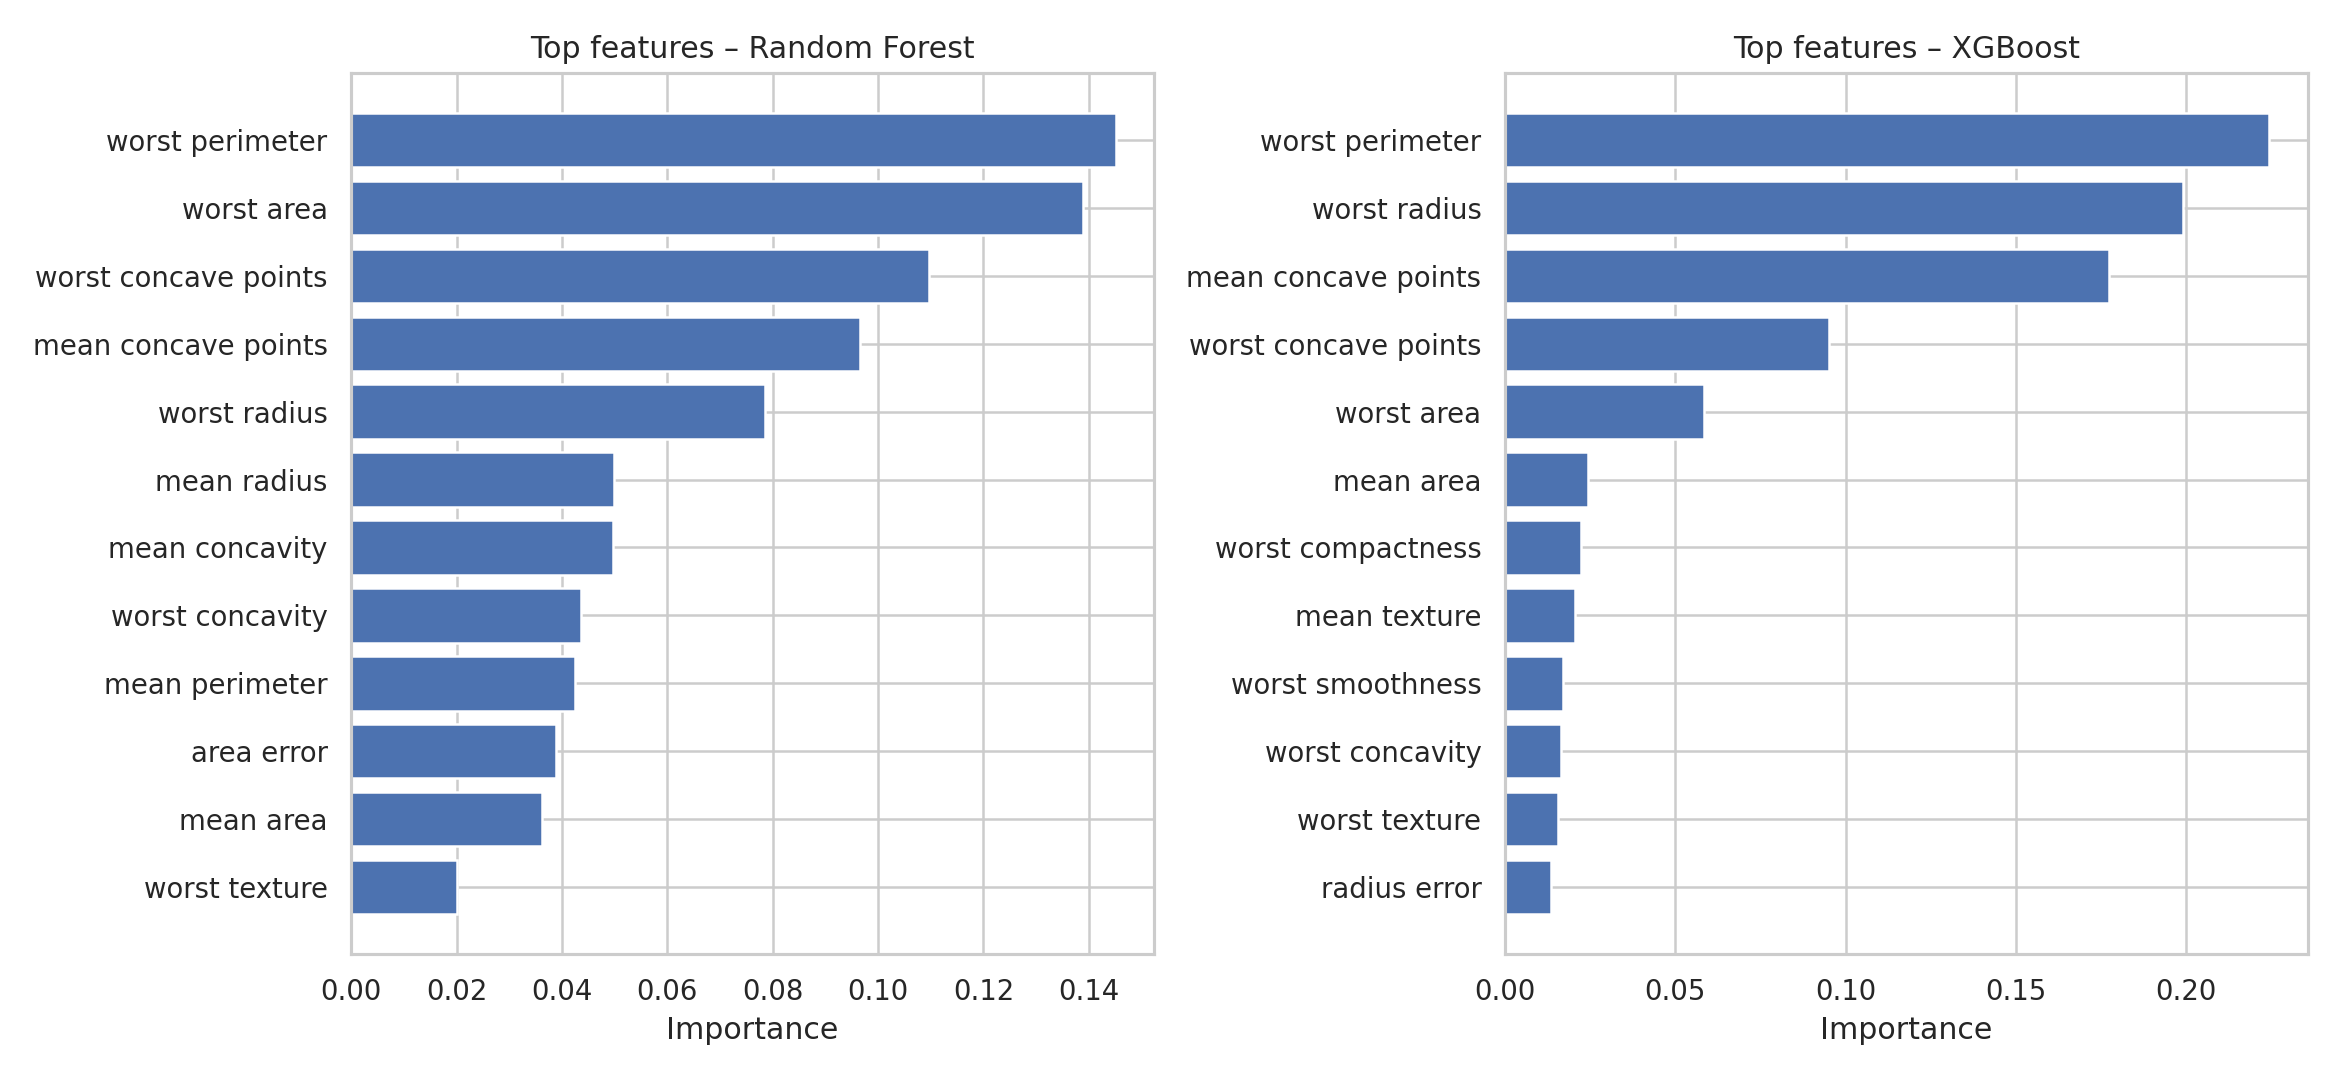 Top features – Random Forest
worst perimeter
worst area
worst concave points
mean concave points
worst radius
mean radius
mean concavity
worst concavity
mean perimeter
area error
mean area
worst texture
0.00 0.02 0.04 0.06 0.08 0.10 0.12 0.14
Importance
Top features – XGBoost
worst perimeter
worst radius
mean concave points
worst concave points
worst area
mean area
worst compactness
mean texture
worst smoothness
worst concavity
worst texture
radius error
0.00 0.05 0.10 0.15 0.20
Importance